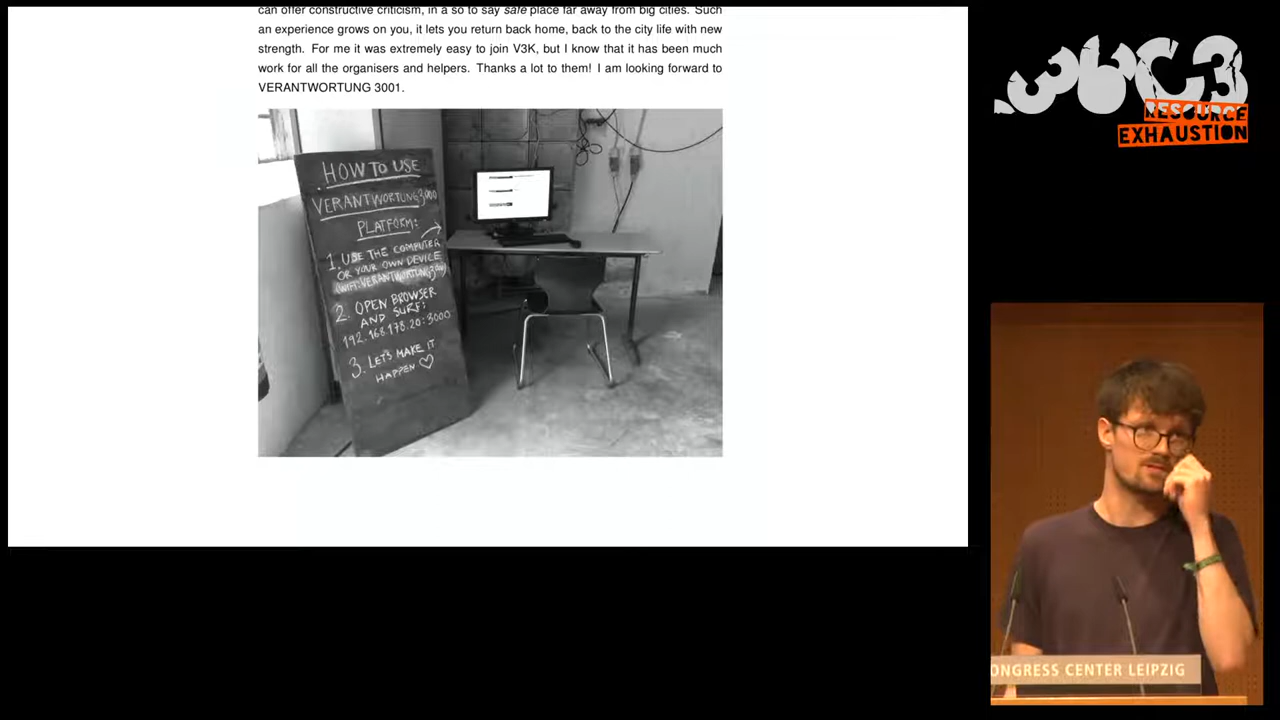 can offer constructive criticism, in a so to say safe place far away from big cities. Such
an experience grows on you, it lets you return back home, back to the city life with new
strength. For me it was extremely easy to join V3K, but I know that it has been much
work for all the organisers and helpers. Thanks a lot to them! I am looking forward to
VERANTWORTUNG 3001.
HOW TO USE
VERANTWORTUNG3000
PLATFORM:
1. USE THE COMPUTER
OR YOUR OWN DEVICE
(WIFI:VERANTWORTUNG3000)
2. OPEN BROWSER
AND SURF:
192.168.178.20:3000
3. LETS MAKE IT
HAPPEN
36C3
RESOURCE
EXHAUSTION
ONGRESS CENTER LEIPZIG